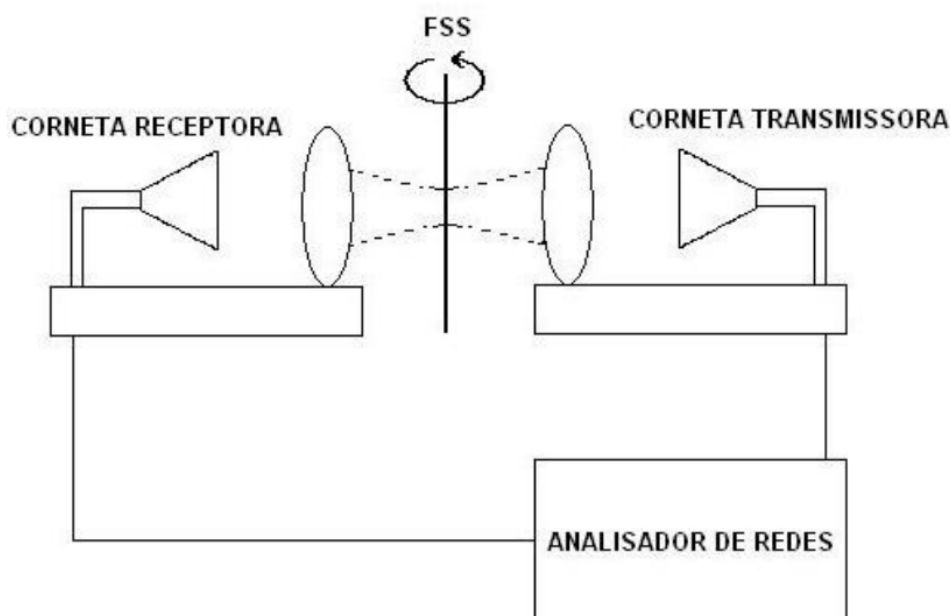 FSS
CORNETA RECEPTORA
CORNETA TRANSMISSORA
ANALISADOR DE REDES